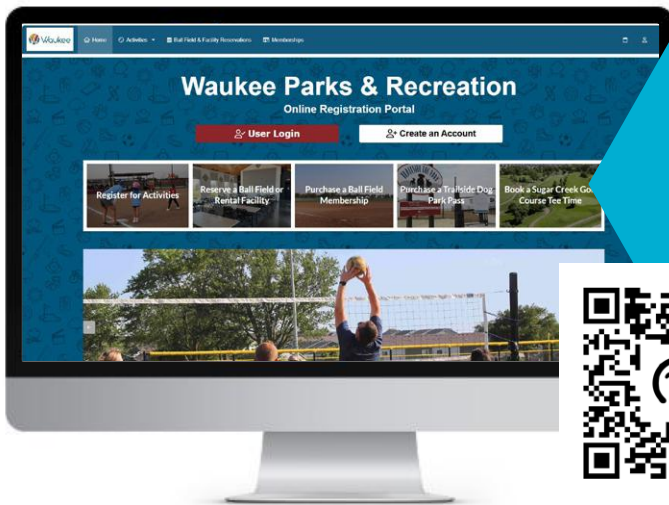 Waukee
Home Activities Ball Field & Facility Reservations Memberships
Waukee Parks & Recreation
Online Registration Portal
User Login
Create an Account
Register for Activities
Reserve a Ball Field or
Rental Facility
Purchase a Ball Field
Membership
Purchase a Trailside Dog
Park Pass
Book a Sugar Creek Go
Course Tee Time